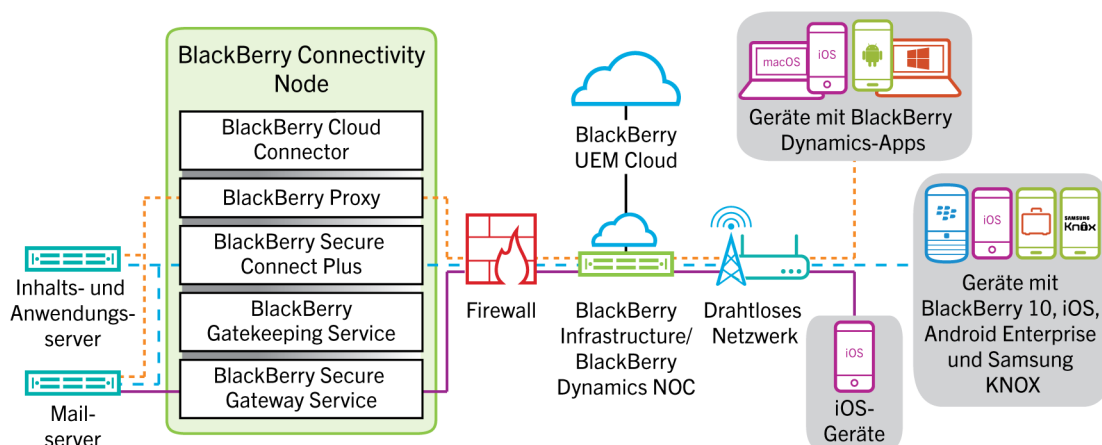 BlackBerry Connectivity
Node
BlackBerry Cloud
Connector
BlackBerry Proxy
BlackBerry Secure
Connect Plus
BlackBerry
Gatekeeping Service
BlackBerry Secure
Gateway Service
Inhalts- und
Anwendungs-
server
Mail-
server
Firewall
BlackBerry
UEM Cloud
BlackBerry
Infrastructure/
BlackBerry
Dynamics NOC
Drahtloses
Netzwerk
macOS
iOS
Geräte mit BlackBerry
Dynamics-Apps
iOS
SAMSUNG
Knox
Geräte mit
BlackBerry 10, iOS,
Android Enterprise
und Samsung
KNOX
iOS
iOS-
Geräte